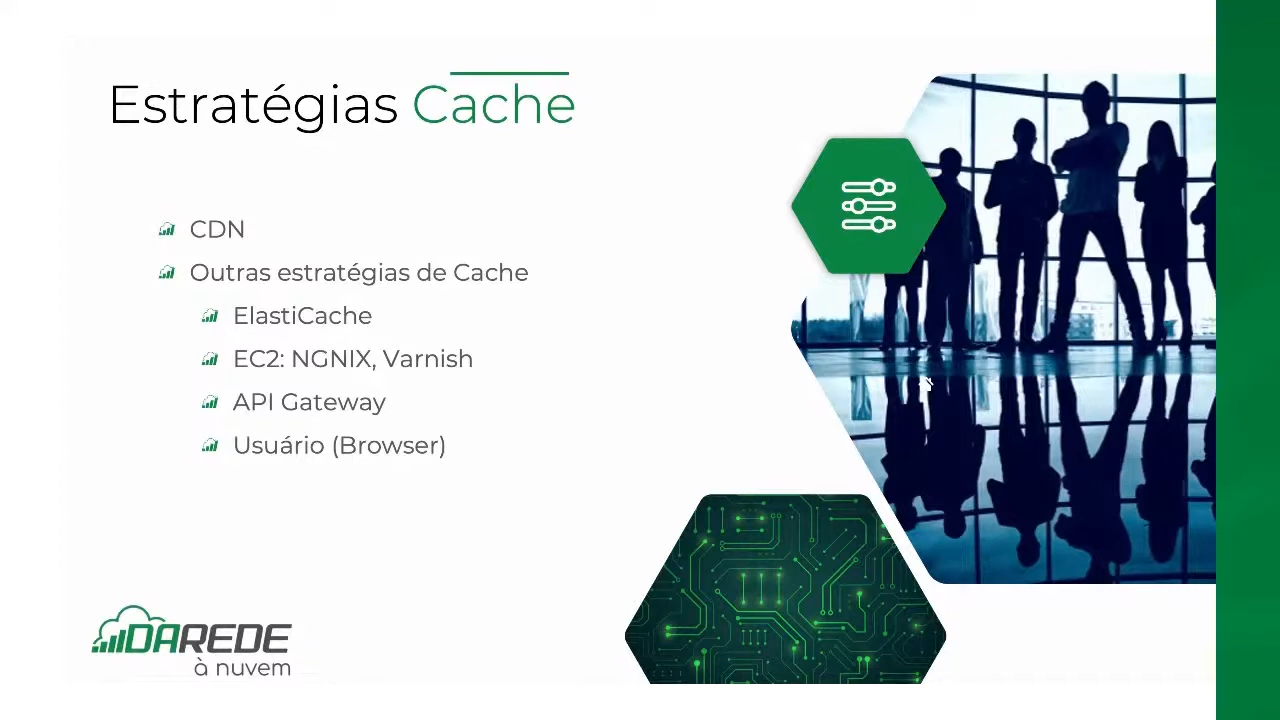 Estratégias Cache
CDN
Outras estratégias de Cache
ElastiCache
EC2: NGNIX, Varnish
API Gateway
Usuário (Browser)
DAREDE
à nuvem